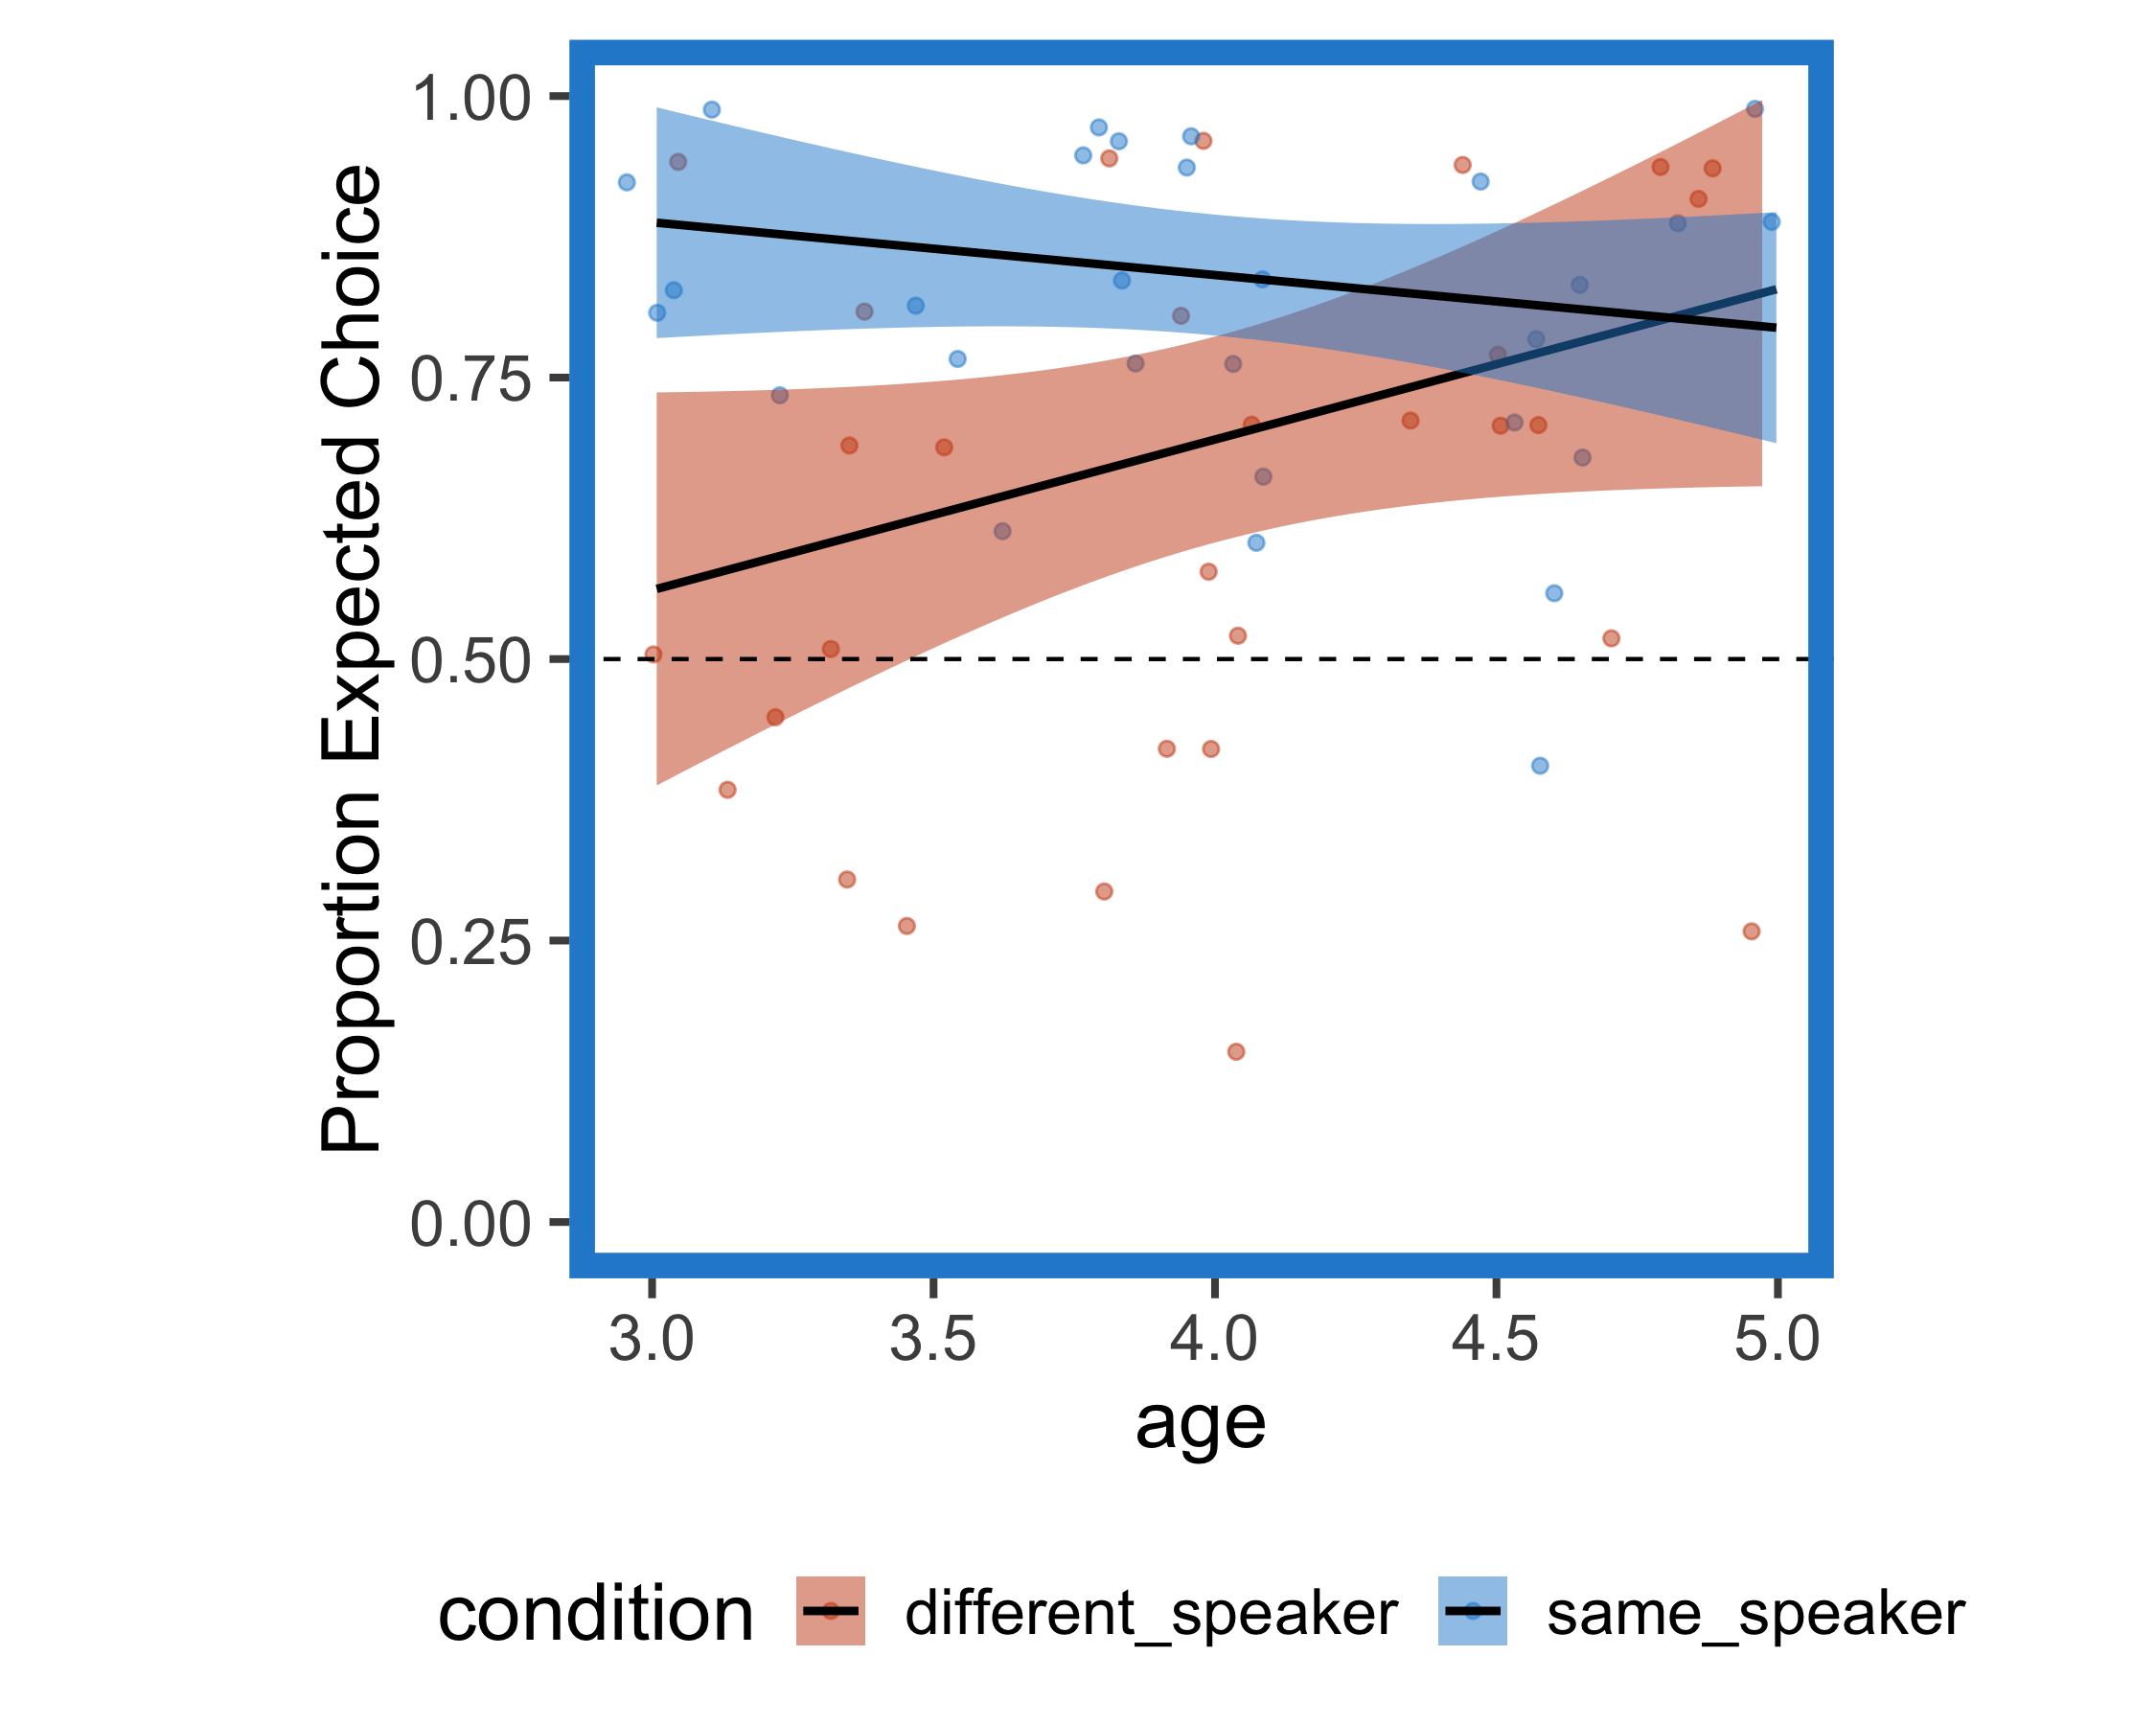 Proportion Expected Choice
1.00
0.75
0.50
0.25
0.00
3.0 3.5 4.0 4.5 5.0
age
condition different_speaker same_speaker